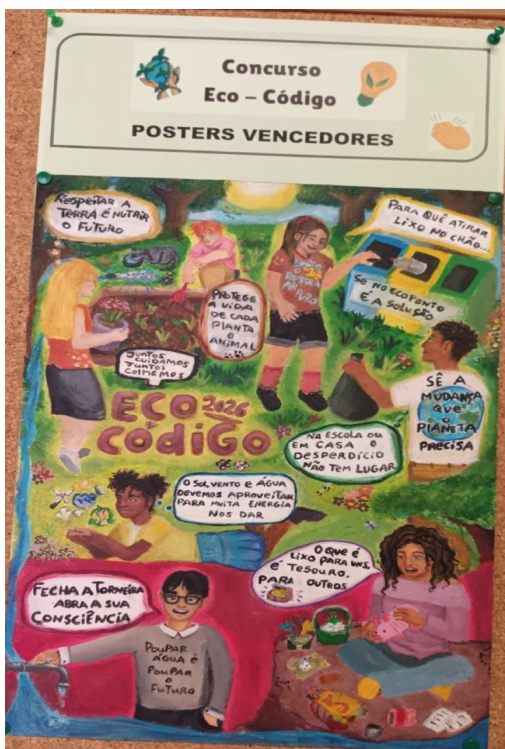 Concurso
Eco – Código
POSTERS VENCEDORES
RESPEITAR A
TERRA É NUTRIR
O FUTURO
PARA QUÊ ATIRAR
LIXO NO CHÃO...
SE NO ECOPONTO
É A SOLUÇÃO
PROTEGE
A VIDA
DE CADA
PLANTA
E
ANIMAL
JUNTOS
CUIDAMOS
JUNTOS
COLHEMOS
ECO 2026
CÓDIGO
SÊ A
MUDANÇA
QUE O
PLANETA
PRECISA
NA ESCOLA OU
EM CASA O
DESPERDÍCIO
NÃO TEM LUGAR
O SOL, VENTO E ÁGUA
DEVEMOS APROVEITAR
PARA MUITA ENERGIA
NOS DAR
O QUE É
LIXO PARA UNS,
É TESOURO,
PARA OUTROS
FECHA A TORNEIRA
ABRA A SUA
CONSCIÊNCIA
POUPAR
ÁGUA É
POUPAR
O
FUTURO